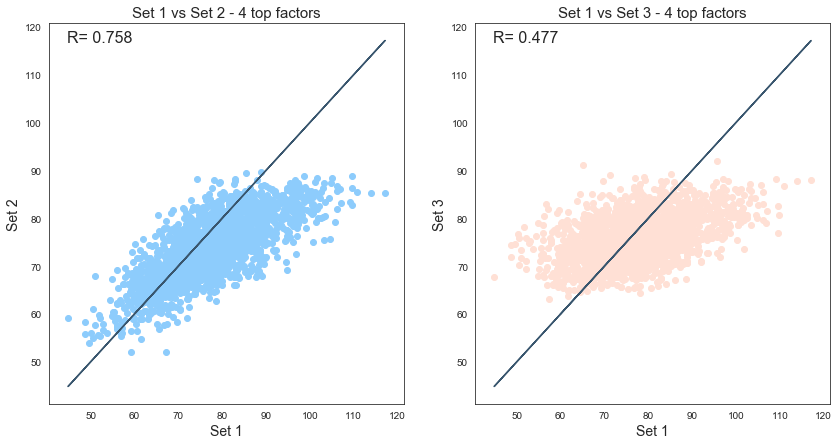 Set 1 vs Set 2 - 4 top factors
R= 0.758
120
110
100
90
80
70
60
50
Set 2
50 60 70 80 90 100 110 120
Set 1
Set 1 vs Set 3 - 4 top factors
R= 0.477
120
110
100
90
80
70
60
50
Set 3
50 60 70 80 90 100 110 120
Set 1